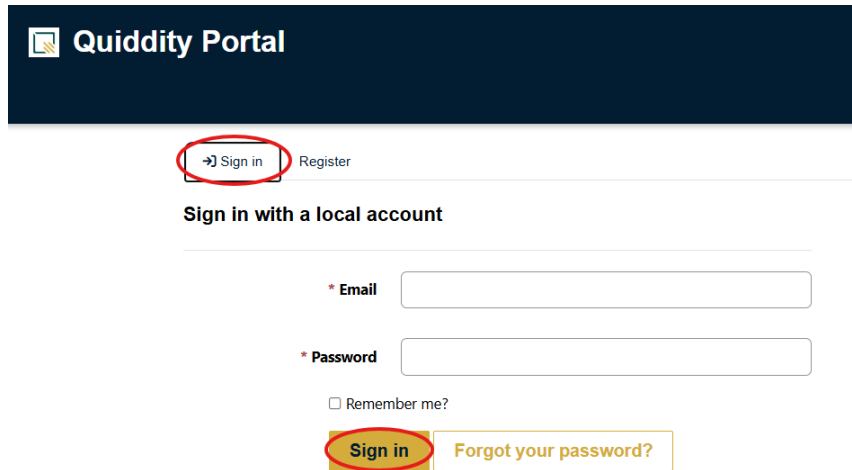 Quiddity Portal
Sign in Register
Sign in with a local account
* Email
* Password
Remember me?
Sign in Forgot your password?